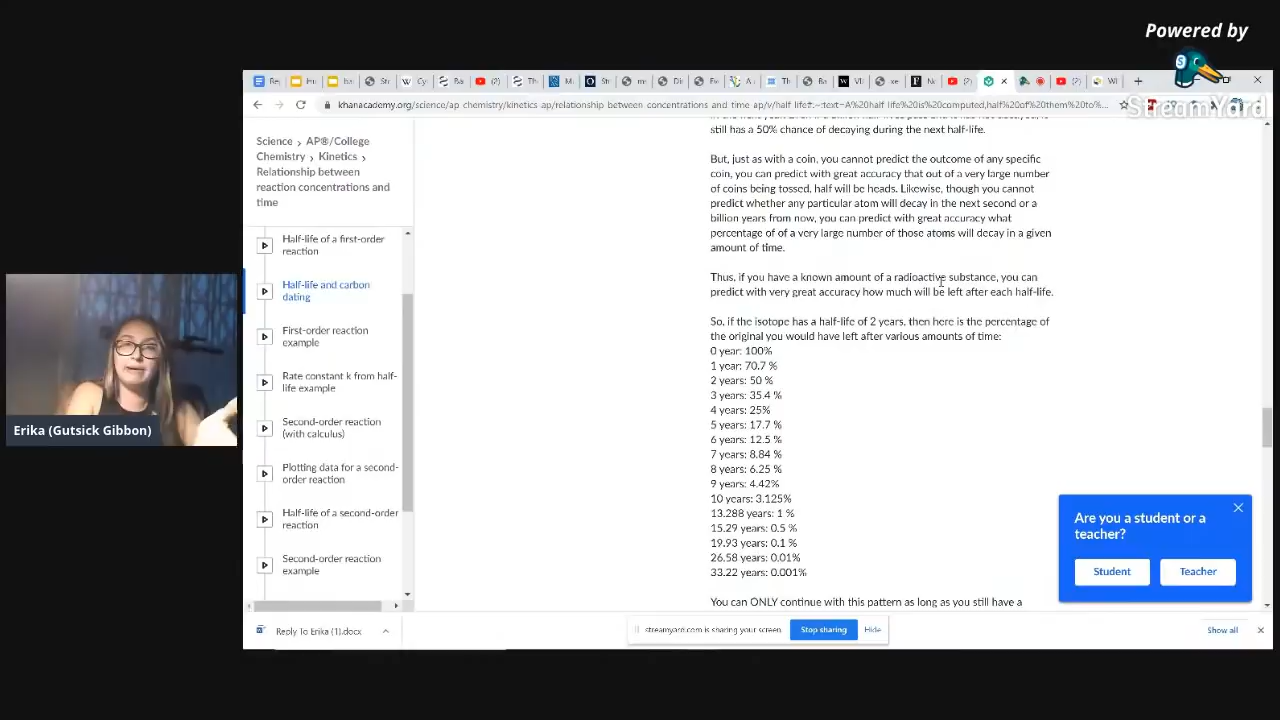 Powered by
StreamYard
khanacademy.org/science/ap chemistry/kinetics ap/relationship between concentrations and time ap/v/half life#:~:text=A%20half life%20is%20computed,half%20of%20them%20to%...
Science > AP®/College
Chemistry > Kinetics >
Relationship between
reaction concentrations and
time
Half-life of a first-order
reaction
Half-life and carbon
dating
First-order reaction
example
Rate constant k from half-
life example
Second-order reaction
(with calculus)
Plotting data for a second-
order reaction
Half-life of a second-order
reaction
Second-order reaction
example
still has a 50% chance of decaying during the next half-life.
But, just as with a coin, you cannot predict the outcome of any specific
coin, you can predict with great accuracy that out of a very large number
of coins being tossed, half will be heads. Likewise, though you cannot
predict whether any particular atom will decay in the next second or a
billion years from now, you can predict with great accuracy what
percentage of of a very large number of those atoms will decay in a given
amount of time.
Thus, if you have a known amount of a radioactive substance, you can
predict with very great accuracy how much will be left after each half-life.
So, if the isotope has a half-life of 2 years, then here is the percentage of
the original you would have left after various amounts of time:
0 year: 100%
1 year: 70.7 %
2 years: 50 %
3 years: 35.4 %
4 years: 25%
5 years: 17.7 %
6 years: 12.5 %
7 years: 8.84 %
8 years: 6.25 %
9 years: 4.42%
10 years: 3.125%
13.288 years: 1 %
15.29 years: 0.5 %
19.93 years: 0.1 %
26.58 years: 0.01%
33.22 years: 0.001%
You can ONLY continue with this pattern as long as you still have a
Are you a student or a
teacher?
Student
Teacher
Erika (Gutsick Gibbon)
Reply To Erika (1).docx
streamyard.com is sharing your screen.
Stop sharing
Hide
Show all